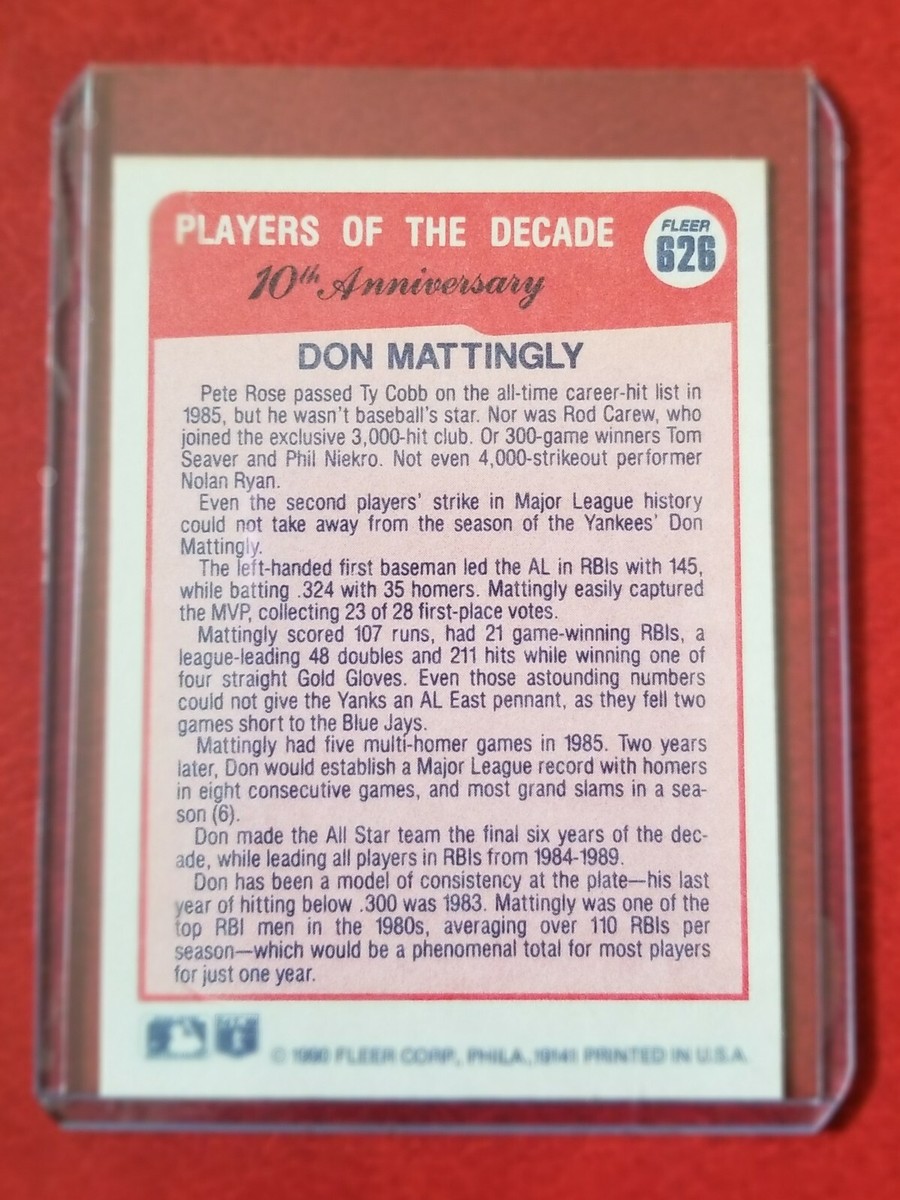 PLAYERS OF THE DECADE
FLEER
626
10th Anniversary
DON MATTINGLY
Pete Rose passed Ty Cobb on the all-time career-hit list in
1985, but he wasn't baseball's star. Nor was Rod Carew, who
joined the exclusive 3,000-hit club. Or 300-game winners Tom
Seaver and Phil Niekro. Not even 4,000-strikeout performer
Nolan Ryan.
Even the second players' strike in Major League history
could not take away from the season of the Yankees' Don
Mattingly.
The left-handed first baseman led the AL in RBIs with 145,
while batting .324 with 35 homers. Mattingly easily captured
the MVP, collecting 23 of 28 first-place votes.
Mattingly scored 107 runs, had 21 game-winning RBIs, a
league-leading 48 doubles and 211 hits while winning one of
four straight Gold Gloves. Even those astounding numbers
could not give the Yanks an AL East pennant, as they fell two
games short to the Blue Jays.
Mattingly had five multi-homer games in 1985. Two years
later, Don would establish a Major League record with homers
in eight consecutive games, and most grand slams in a sea-
son (6).
Don made the All Star team the final six years of the dec-
ade, while leading all players in RBIs from 1984-1989.
Don has been a model of consistency at the plate—his last
year of hitting below .300 was 1983. Mattingly was one of the
top RBI men in the 1980s, averaging over 110 RBIs per
season—which would be a phenomenal total for most players
for just one year.
© 1990 FLEER CORP., PHILA., 19141 PRINTED IN U.S.A.